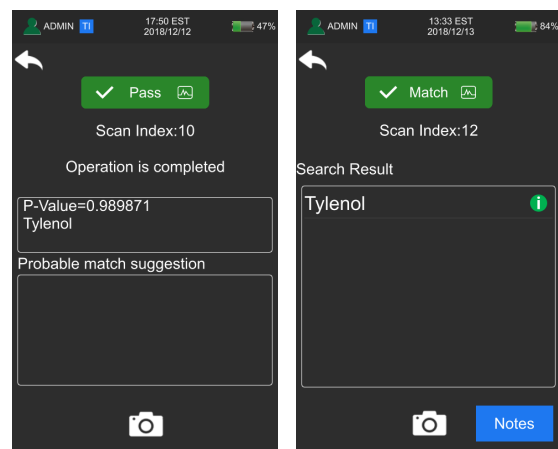 ADMIN TI 17:50 EST 47%
2018/12/12
Pass
Scan Index:10
Operation is completed
P-Value=0.989871
Tylenol
Probable match suggestion
ADMIN TI 13:33 EST 84%
2018/12/13
Match
Scan Index:12
Search Result
Tylenol
i
Notes